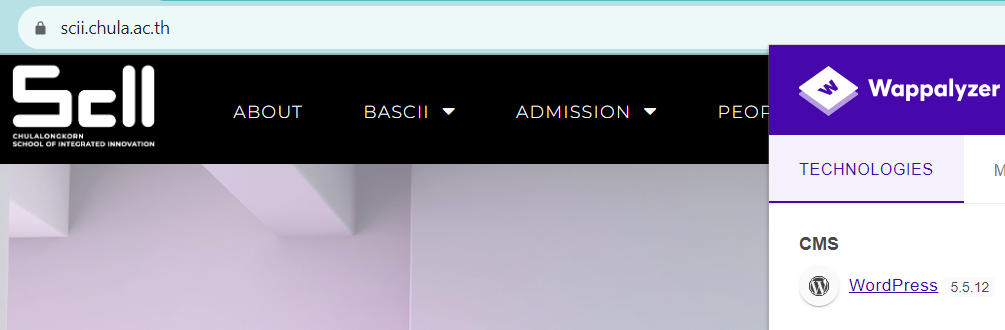 scii.chula.ac.th
ScII
CHULALONGKORN
SCHOOL OF INTEGRATED INNOVATION
ABOUT
BASCII
ADMISSION
PEOP
W
Wappalyzer
TECHNOLOGIES
M
CMS
WordPress 5.5.12